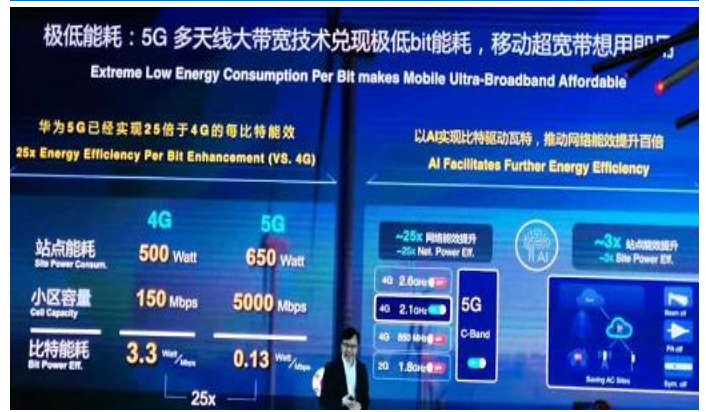 极低能耗：5G 多天线大带宽技术兑现极低bit能耗，移动超宽带想用即用
Extreme Low Energy Consumption Per Bit makes Mobile Ultra-Broadband Affordable
华为5G已经实现25倍于4G的每比特能效
25x Energy Efficiency Per Bit Enhancement (VS. 4G)
4G 5G
站点能耗 500 Watt 650 Watt
Site Power Consum.
小区容量 150 Mbps 5000 Mbps
Cell Capacity
比特能耗 3.3 Watt/Mbps 0.13 Watt/Mbps
Bit Power Eff.
25x
以AI实现比特驱动瓦特，推动网络能效提升百倍
AI Facilitates Further Energy Efficiency
~25x 网络能效提升
~25x Net. Power Eff.
AI
~3x 站点能效提升
~3x Site Power Eff.
4G 2.6GHz
4G 2.1GHz
4G 850 MHz
2G 1.8GHz
5G
C-Band
Saving AC Sites
Beam off
PA off
Sym. off